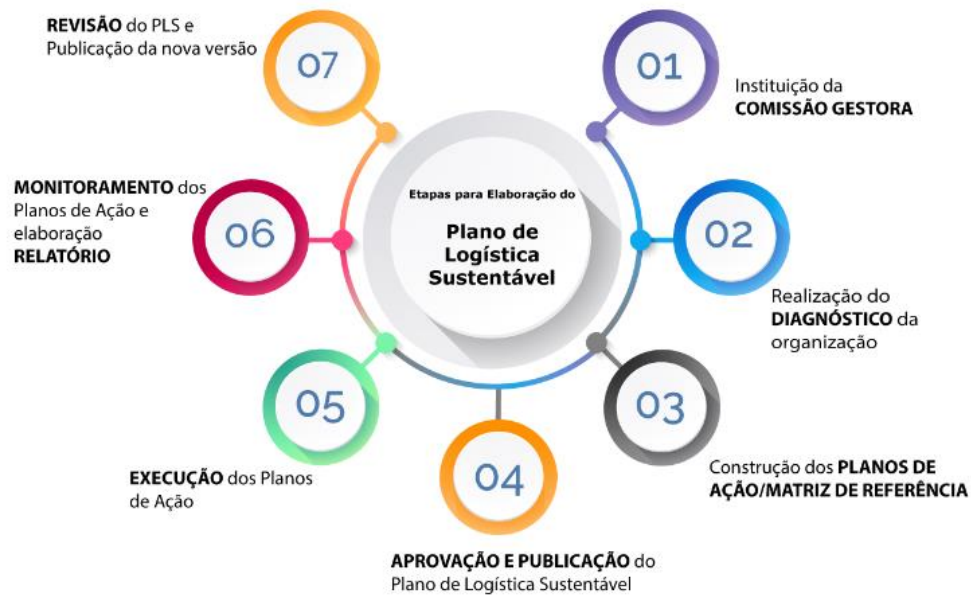 Etapas para Elaboração do
Plano de
Logística
Sustentável
01
Instituição da
COMISSÃO GESTORA
02
Realização do
DIAGNÓSTICO da
organização
03
Construção dos PLANOS DE
AÇÃO/MATRIZ DE REFERÊNCIA
04
APROVAÇÃO E PUBLICAÇÃO do
Plano de Logística Sustentável
05
EXECUÇÃO dos Planos
de Ação
06
MONITORAMENTO dos
Planos de Ação e
elaboração
RELATÓRIO
07
REVISÃO do PLS e
Publicação da nova versão